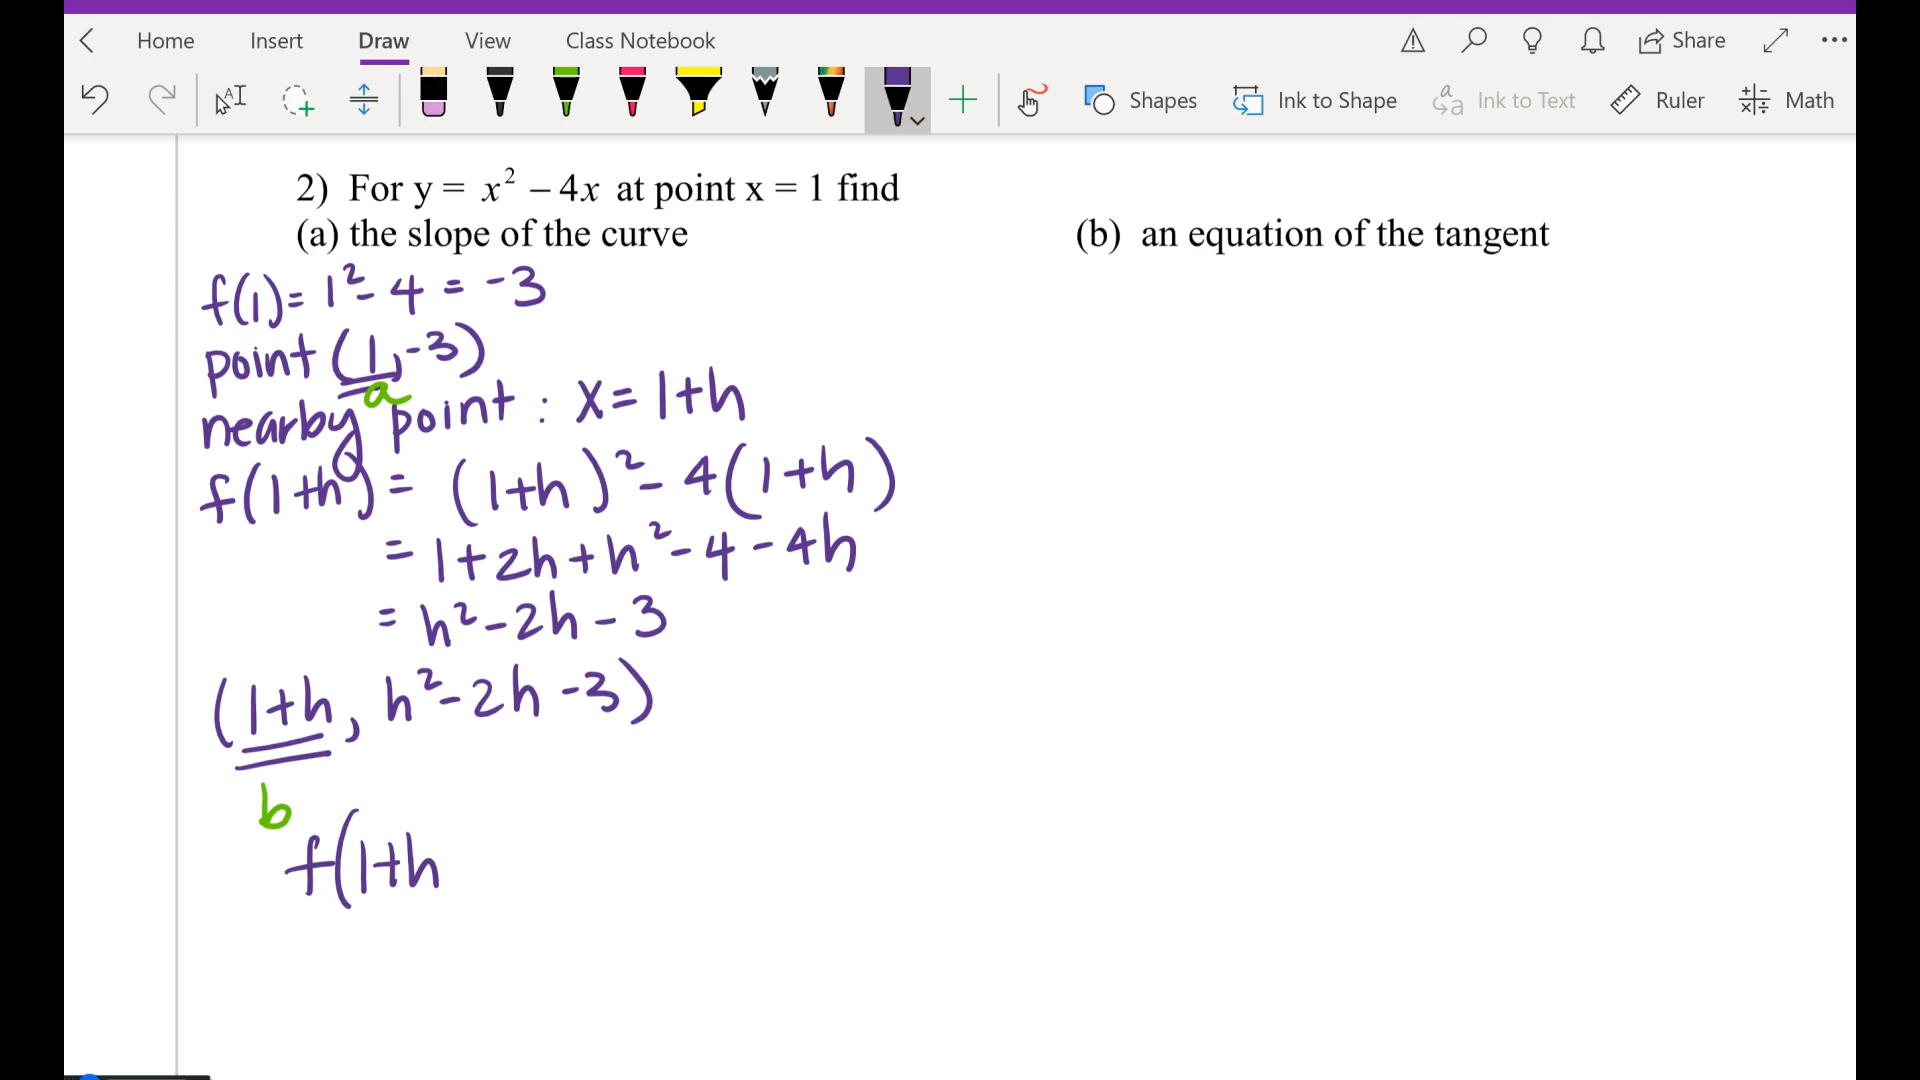 Home Insert Draw View Class Notebook Share
Shapes Ink to Shape Ink to Text Ruler Math
2) For y = x² – 4x at point x = 1 find
(a) the slope of the curve
(b) an equation of the tangent
f(1) = 1² - 4 = -3
point (1, -3)
a
nearby point : x = 1+h
f(1+h) = (1+h)² - 4(1+h)
= 1+2h+h² - 4 - 4h
= h² - 2h - 3
(1+h, h² - 2h - 3)
b
f(1+h